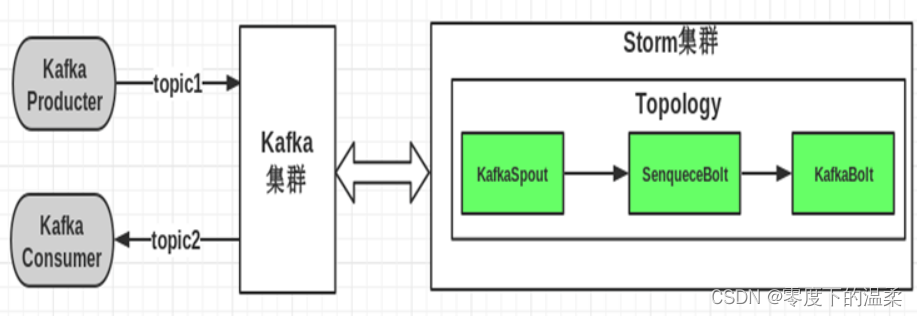 Kafka
Producter
topic1
Kafka
集群
Kafka
Consumer
topic2
Storm集群
Topology
KafkaSpout
SenqueceBolt
KafkaBolt
CSDN @零度下的温柔